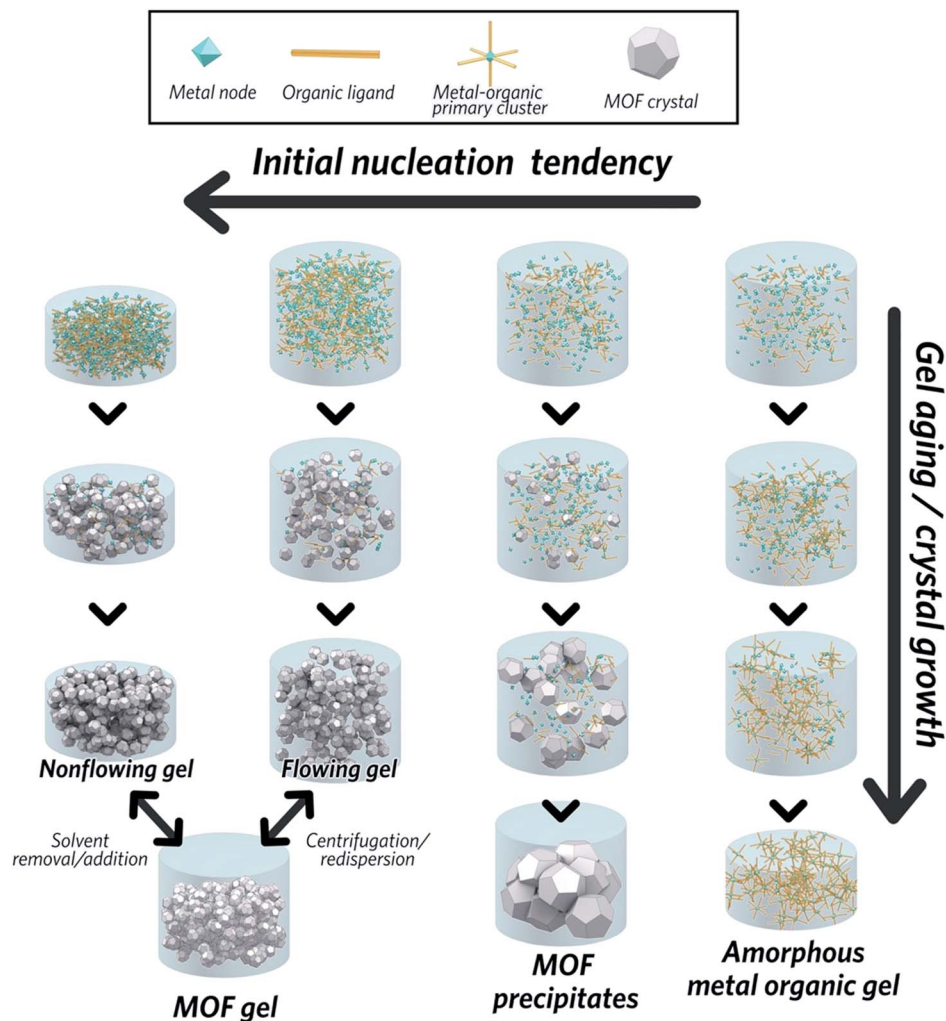 Metal node
Organic ligand
Metal-organic
primary cluster
MOF crystal
Initial nucleation tendency
Gel aging / crystal growth
Nonflowing gel
Flowing gel
Solvent
removal/addition
Centrifugation/
redispersion
MOF gel
MOF
precipitates
Amorphous
metal organic gel